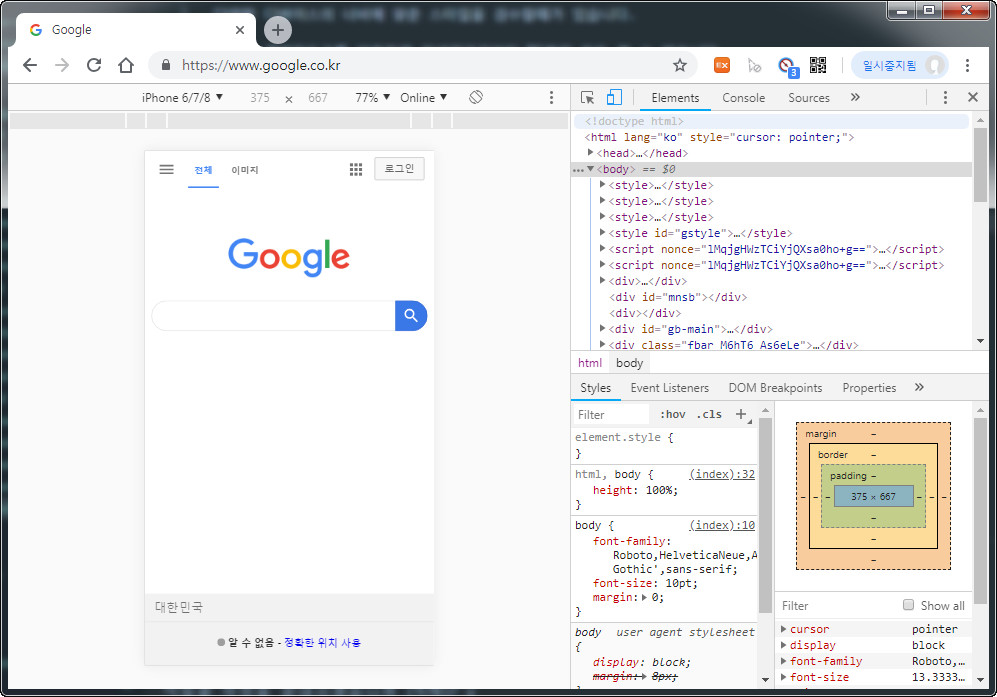 Google
https://www.google.co.kr
일시중지됨
3
iPhone 6/7/8 375 × 667 77% Online
Elements Console Sources »
전체 이미지 로그인
Google
대한민국
알 수 없음 - 정확한 위치 사용
<!doctype html>
<html lang="ko" style="cursor: pointer;">
<head>…</head>
<body> == $0
<style>…</style>
<style>…</style>
<style>…</style>
<style id="gstyle">…</style>
<script nonce="lMqjgHWzTCiYjQXsa0ho+g==">…</script>
<script nonce="lMqjgHWzTCiYjQXsa0ho+g==">…</script>
<div>…</div>
<div id="mnsb"></div>
<div></div>
<div id="gb-main">…</div>
<div class="fbar M6hT6 As6eLe">…</div>
html body
Styles Event Listeners DOM Breakpoints Properties »
Filter :hov .cls +
element.style {
}
html, body { (index):32
height: 100%;
}
body { (index):10
font-family:
Roboto,HelveticaNeue,A
Gothic',sans-serif;
font-size: 10pt;
margin: 0;
}
body user agent stylesheet
{
display: block;
margin: 8px;
margin –
border –
padding –
– – – 375 × 667 – – –
–
–
–
Filter Show all
cursor pointer
display block
font-family Roboto,…
font-size 13.3333…